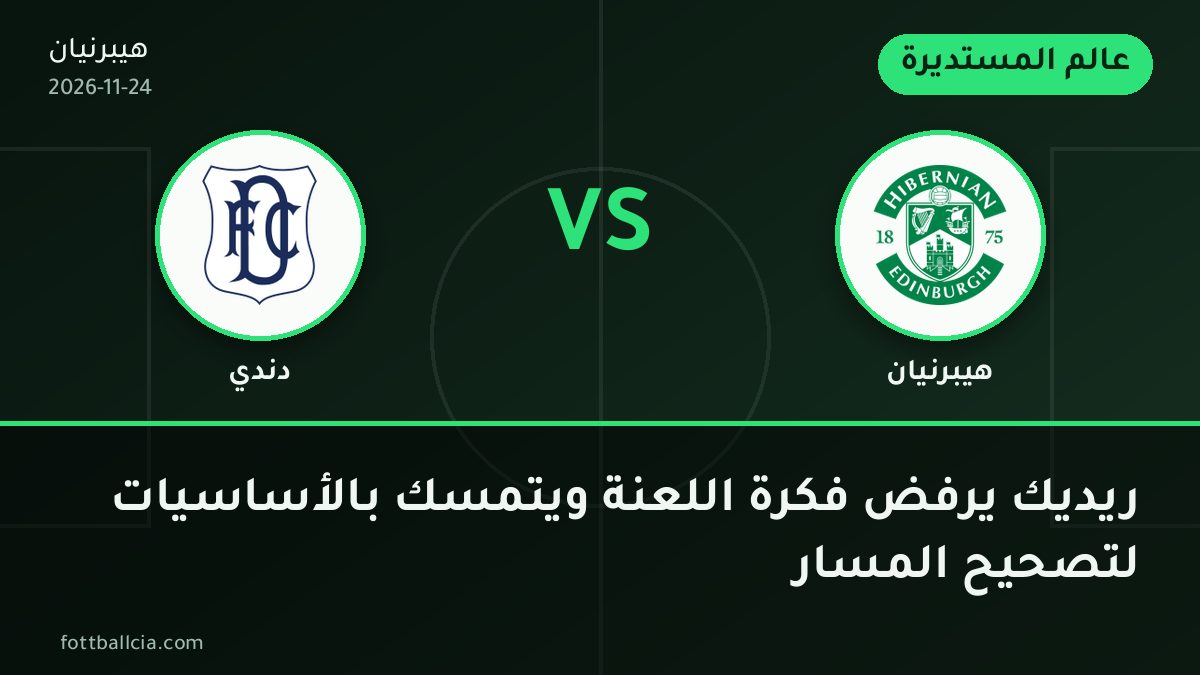 عالم المستديرة
هيبرنيان
2026-11-24
HIBERNIAN
18 75
EDINBURGH
DFC
VS
هيبرنيان
دندي
ريديك يرفض فكرة اللعنة ويتمسك بالأساسيات
لتصحيح المسار
fottballcia.com